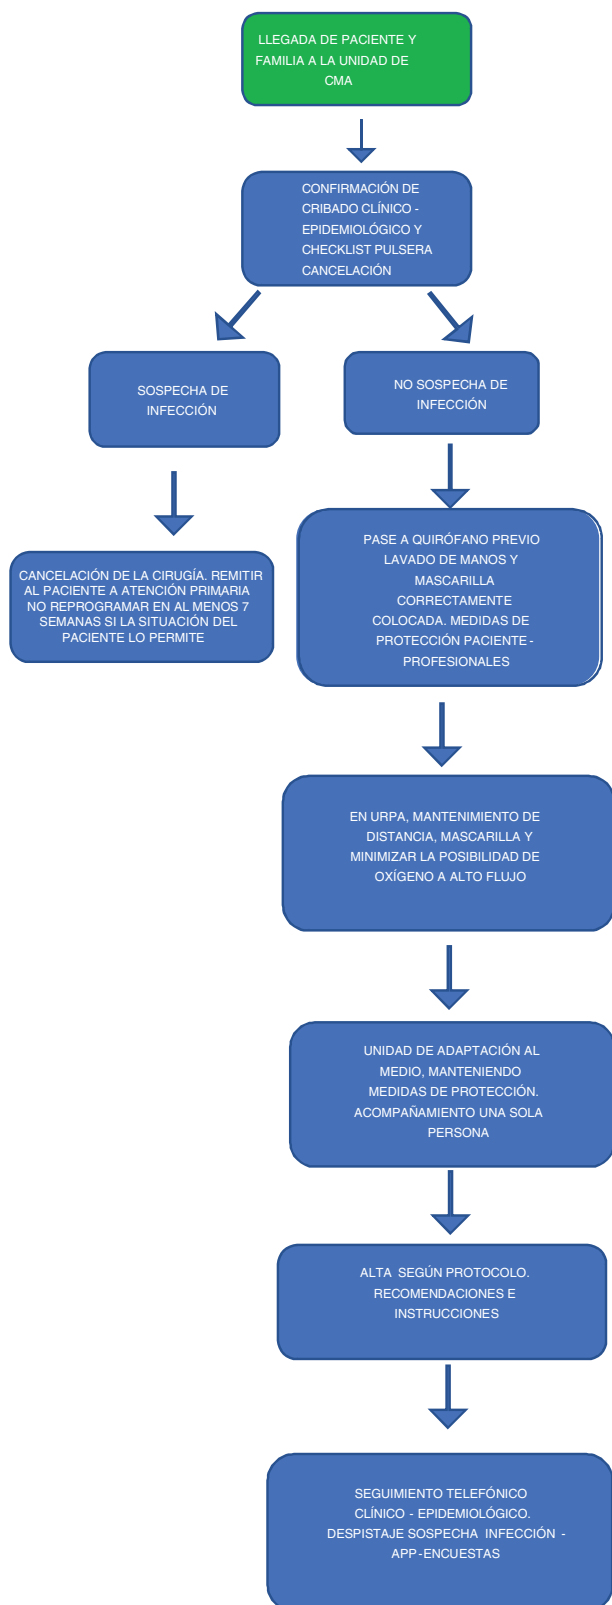 LLEGADA DE PACIENTE Y
FAMILIA A LA UNIDAD DE
CMA
CONFIRMACIÓN DE
CRIBADO CLÍNICO -
EPIDEMIOLÓGICO Y
CHECKLIST PULSERA
CANCELACIÓN
SOSPECHA DE
INFECCIÓN
NO SOSPECHA DE
INFECCIÓN
CANCELACIÓN DE LA CIRUGÍA. REMITIR
AL PACIENTE A ATENCIÓN PRIMARIA
NO REPROGRAMAR EN AL MENOS 7
SEMANAS SI LA SITUACIÓN DEL
PACIENTE LO PERMITE
PASE A QUIRÓFANO PREVIO
LAVADO DE MANOS Y
MASCARILLA
CORRECTAMENTE
COLOCADA. MEDIDAS DE
PROTECCIÓN PACIENTE -
PROFESIONALES
EN URPA, MANTENIMIENTO DE
DISTANCIA, MASCARILLA Y
MINIMIZAR LA POSIBILIDAD DE
OXÍGENO A ALTO FLUJO
UNIDAD DE ADAPTACIÓN AL
MEDIO, MANTENIENDO
MEDIDAS DE PROTECCIÓN.
ACOMPAÑAMIENTO UNA SOLA
PERSONA
ALTA SEGÚN PROTOCOLO.
RECOMENDACIONES E
INSTRUCCIONES
SEGUIMIENTO TELEFÓNICO
CLÍNICO - EPIDEMIOLÓGICO.
DESPISTAJE SOSPECHA INFECCIÓN -
APP-ENCUESTAS